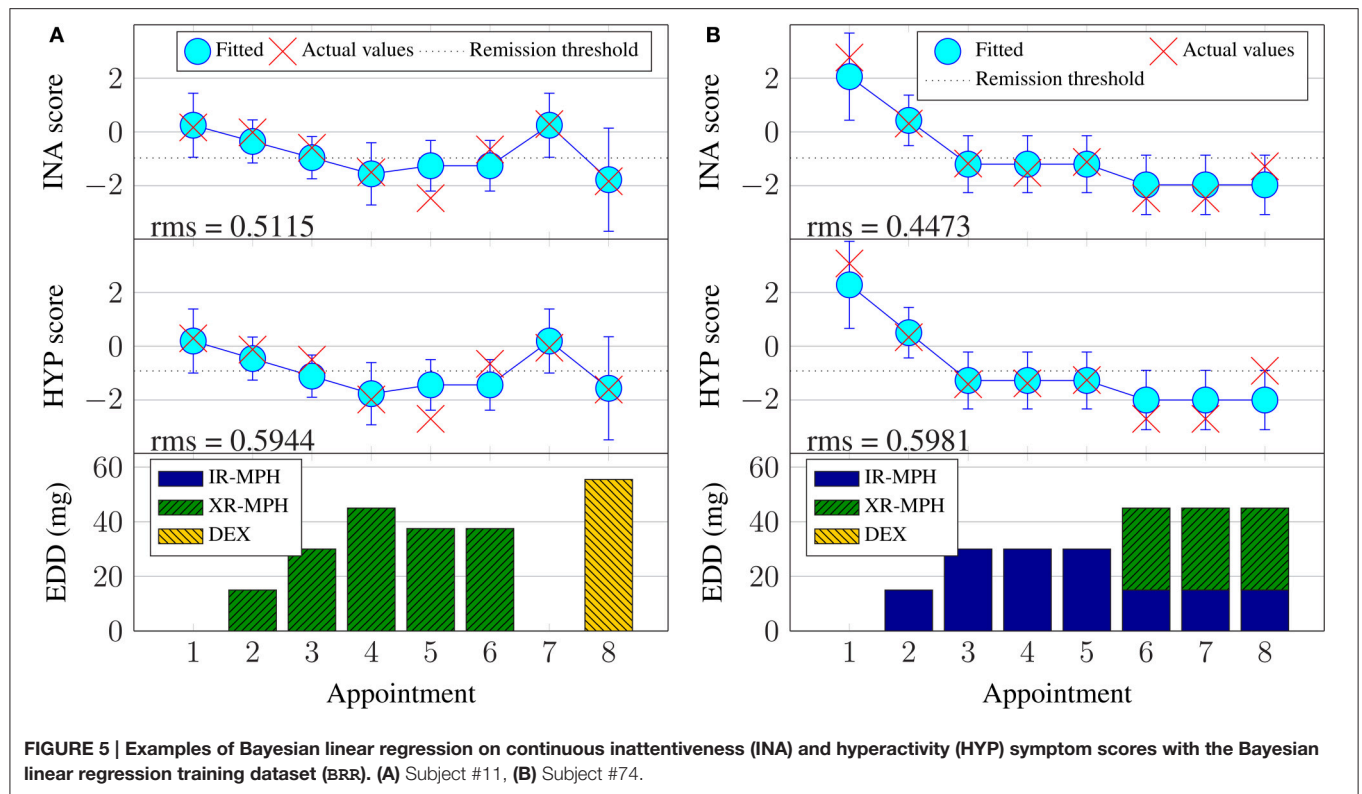 A
Fitted Actual values Remission threshold
INA score
2
0
−2
rms = 0.5115
HYP score
2
0
−2
rms = 0.5944
EDD (mg)
60
40
20
0
IR-MPH
XR-MPH
DEX
1 2 3 4 5 6 7 8
Appointment
B
Fitted Actual values
Remission threshold
INA score
2
0
−2
rms = 0.4473
HYP score
2
0
−2
rms = 0.5981
EDD (mg)
60
40
20
0
IR-MPH
XR-MPH
DEX
1 2 3 4 5 6 7 8
Appointment
FIGURE 5 | Examples of Bayesian linear regression on continuous inattentiveness (INA) and hyperactivity (HYP) symptom scores with the Bayesian
linear regression training dataset (BRR). (A) Subject #11, (B) Subject #74.